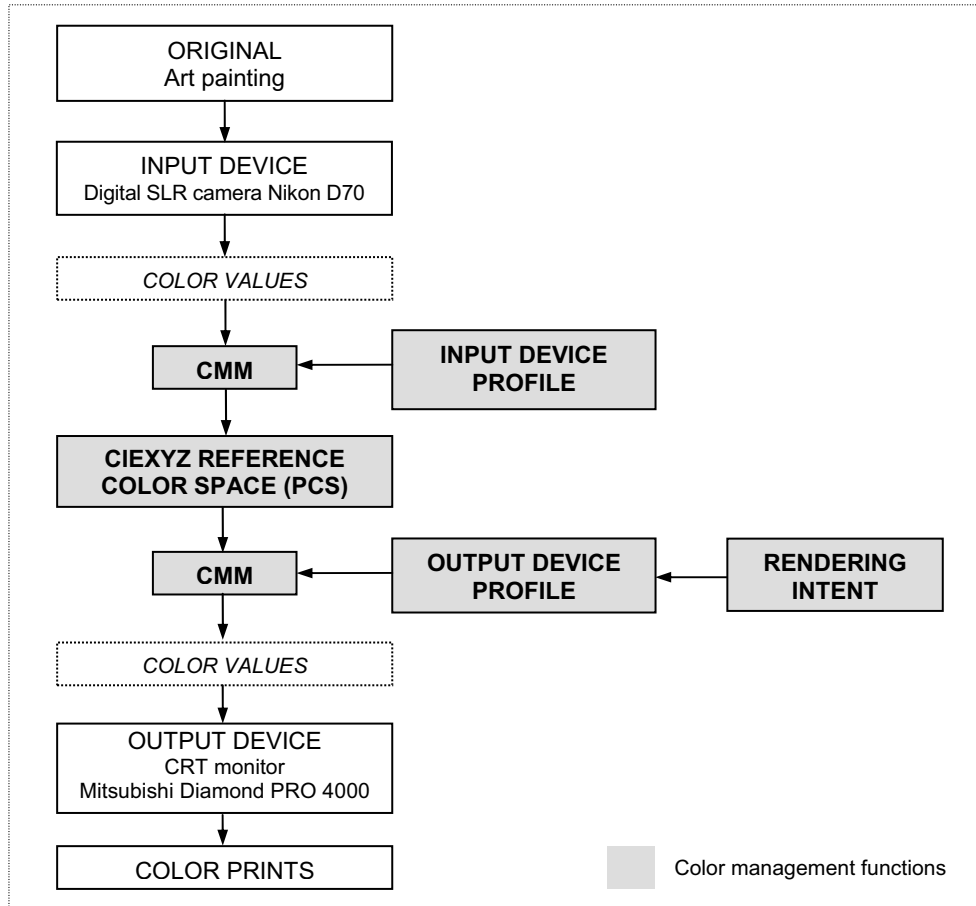 ORIGINAL
Art painting
INPUT DEVICE
Digital SLR camera Nikon D70
COLOR VALUES
CMM
INPUT DEVICE
PROFILE
CIEXYZ REFERENCE
COLOR SPACE (PCS)
CMM
OUTPUT DEVICE
PROFILE
RENDERING
INTENT
COLOR VALUES
OUTPUT DEVICE
CRT monitor
Mitsubishi Diamond PRO 4000
COLOR PRINTS
Color management functions